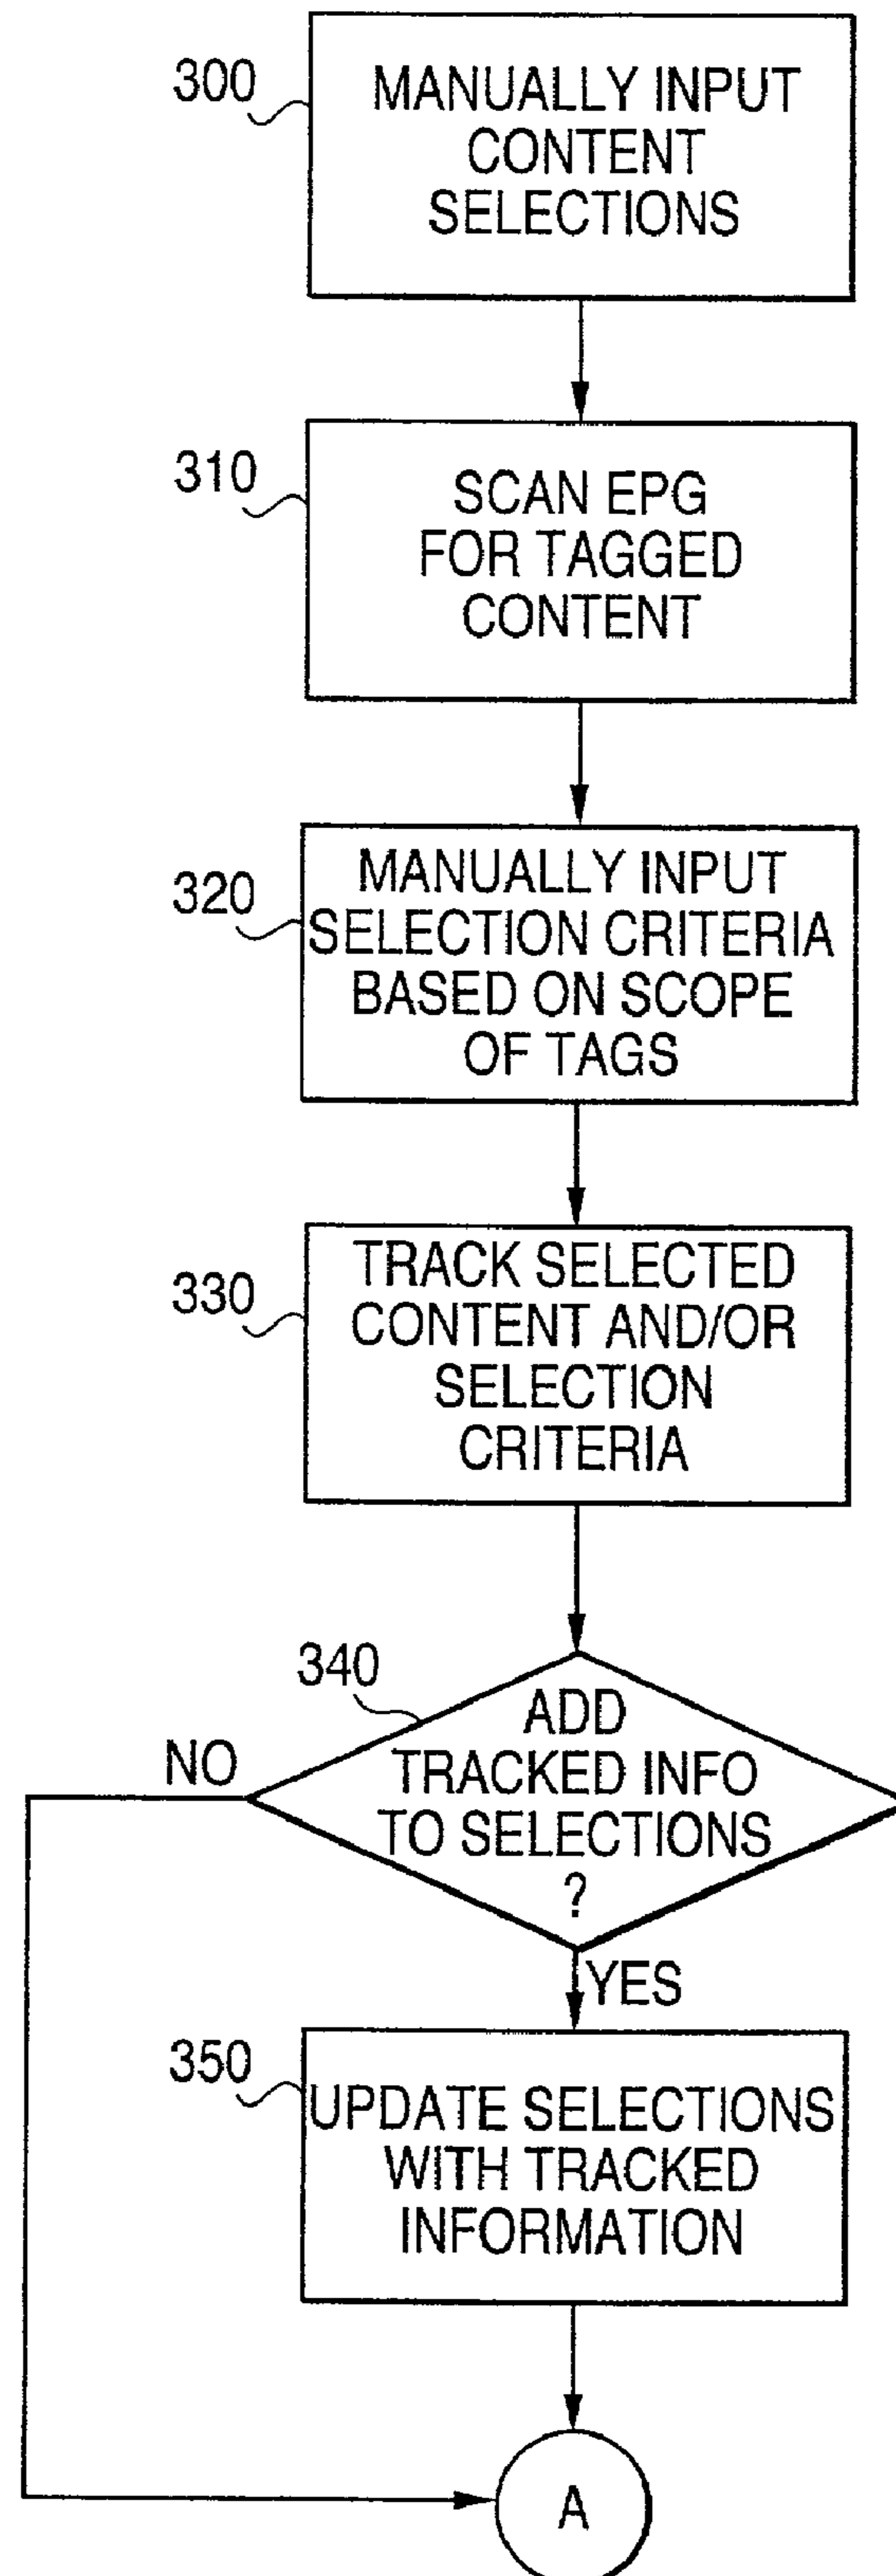 300
MANUALLY INPUT
CONTENT
SELECTIONS
310
SCAN EPG
FOR TAGGED
CONTENT
320
MANUALLY INPUT
SELECTION CRITERIA
BASED ON SCOPE
OF TAGS
330
TRACK SELECTED
CONTENT AND/OR
SELECTION
CRITERIA
340
ADD
TRACKED INFO
TO SELECTIONS
?
NO
YES
350
UPDATE SELECTIONS
WITH TRACKED
INFORMATION
A